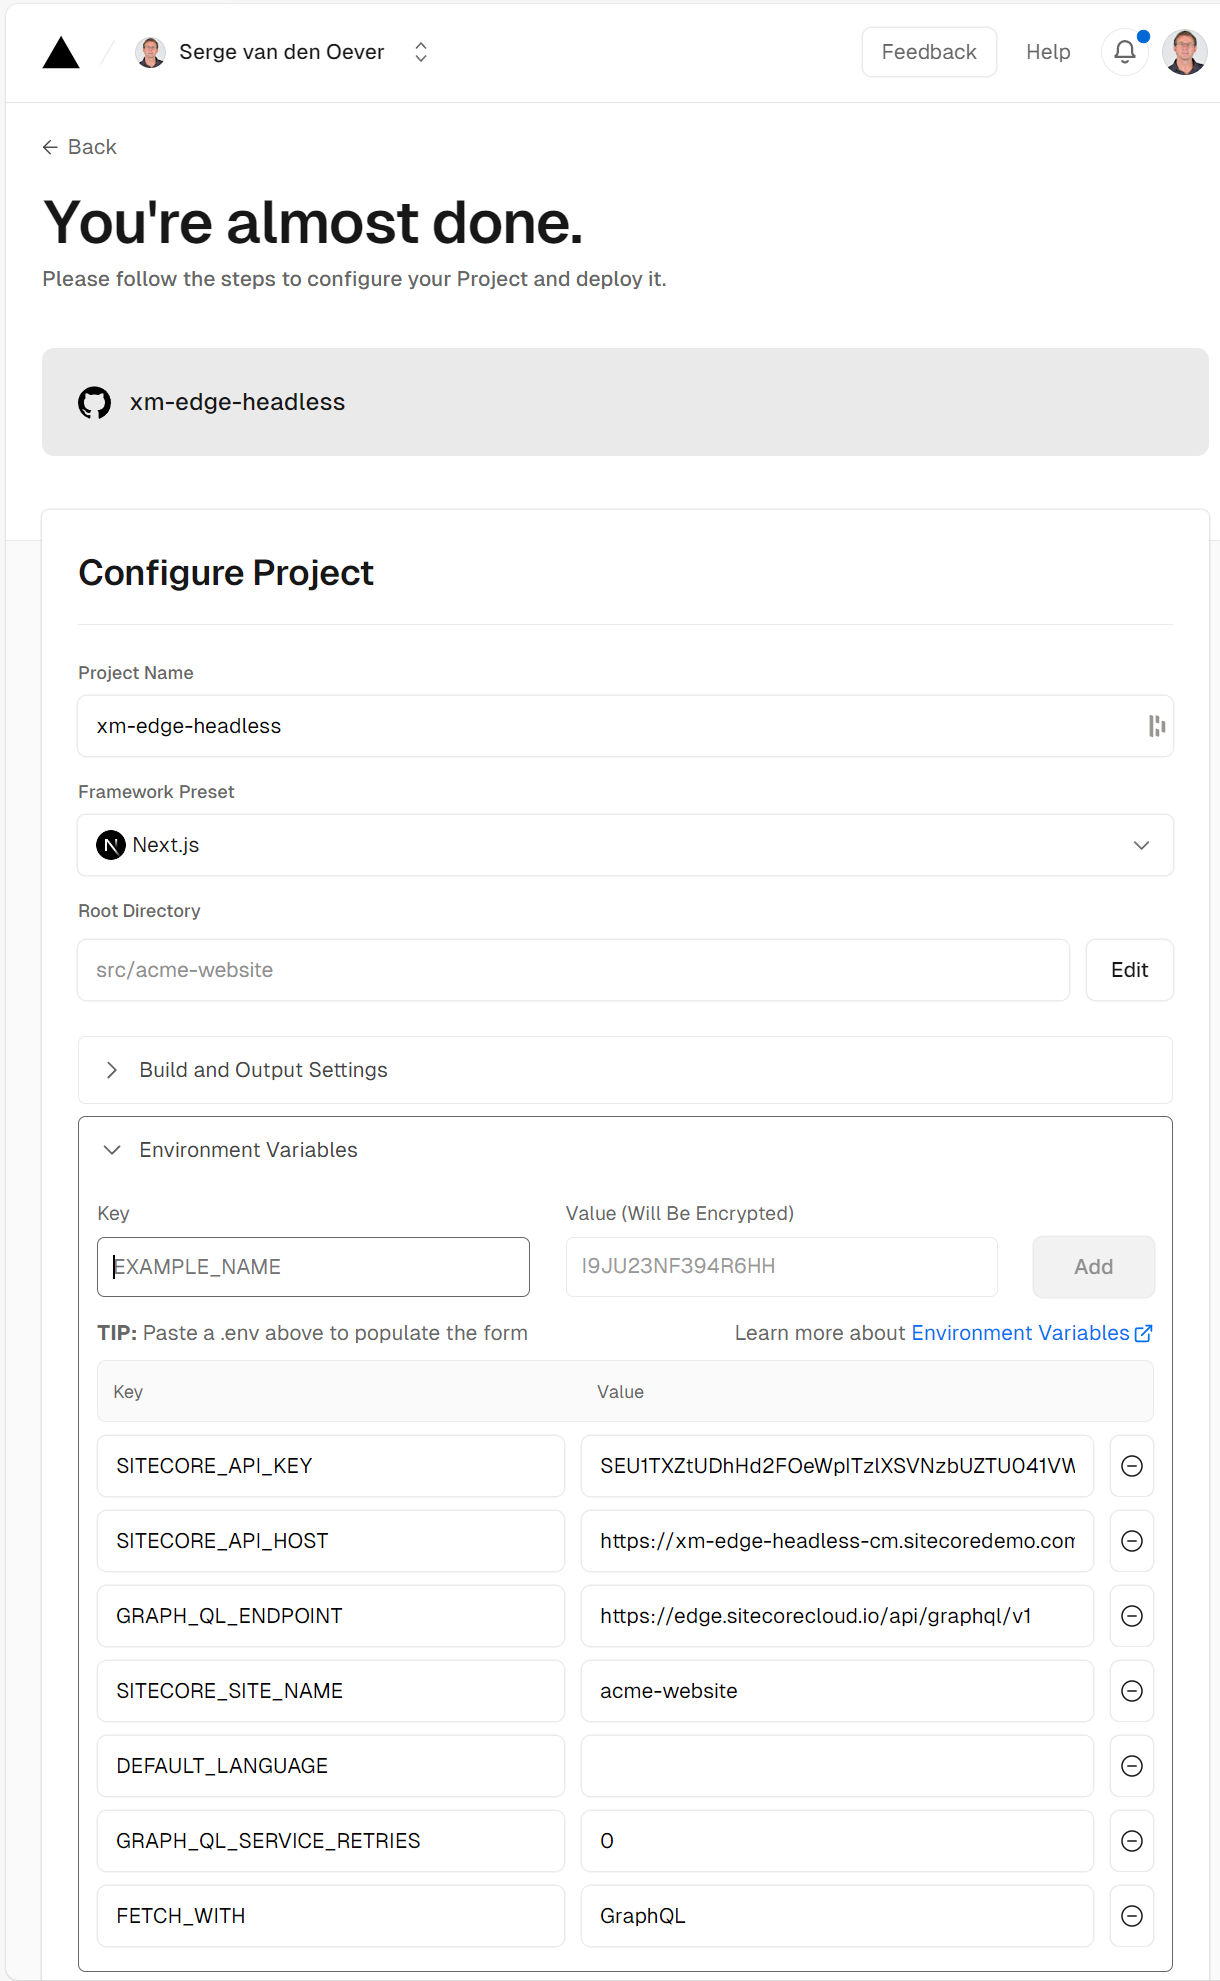 Serge van den Oever
Feedback
Help
Back
You're almost done.
Please follow the steps to configure your Project and deploy it.
xm-edge-headless
Configure Project
Project Name
xm-edge-headless
Framework Preset
Next.js
Root Directory
src/acme-website
Edit
Build and Output Settings
Environment Variables
Key
Value (Will Be Encrypted)
EXAMPLE_NAME
I9JU23NF394R6HH
Add
TIP: Paste a .env above to populate the form
Learn more about Environment Variables
Key
Value
SITECORE_API_KEY
SEU1TXZtUDhHd2FOeWpITzlXSVNzbUZTU041VW
SITECORE_API_HOST
https://xm-edge-headless-cm.sitecoredemo.com
GRAPH_QL_ENDPOINT
https://edge.sitecorecloud.io/api/graphql/v1
SITECORE_SITE_NAME
acme-website
DEFAULT_LANGUAGE
GRAPH_QL_SERVICE_RETRIES
0
FETCH_WITH
GraphQL